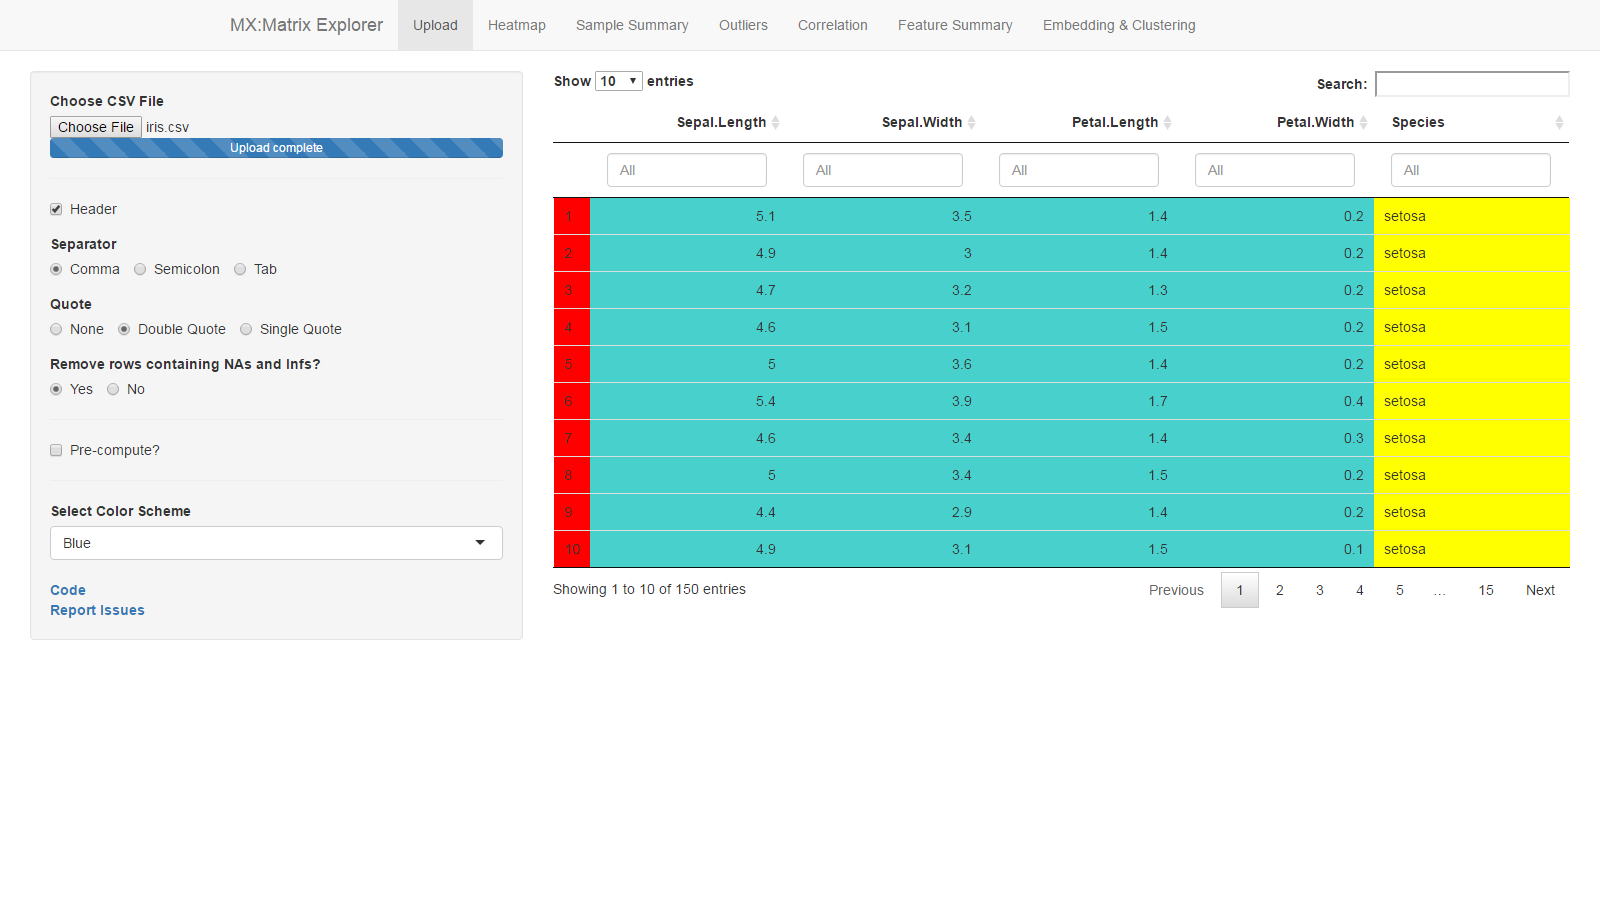 MX:Matrix Explorer Upload Heatmap Sample Summary Outliers Correlation Feature Summary Embedding & Clustering
Choose CSV File
Choose File iris.csv
Upload complete
Header
Separator
Comma Semicolon Tab
Quote
None Double Quote Single Quote
Remove rows containing NAs and Infs?
Yes No
Pre-compute?
Select Color Scheme
Blue
Code
Report Issues
Show 10 entries
Search:
Sepal.Length Sepal.Width Petal.Length Petal.Width Species
All All All All All
1 5.1 3.5 1.4 0.2 setosa
2 4.9 3 1.4 0.2 setosa
3 4.7 3.2 1.3 0.2 setosa
4 4.6 3.1 1.5 0.2 setosa
5 5 3.6 1.4 0.2 setosa
6 5.4 3.9 1.7 0.4 setosa
7 4.6 3.4 1.4 0.3 setosa
8 5 3.4 1.5 0.2 setosa
9 4.4 2.9 1.4 0.2 setosa
10 4.9 3.1 1.5 0.1 setosa
Showing 1 to 10 of 150 entries
Previous 1 2 3 4 5 … 15 Next